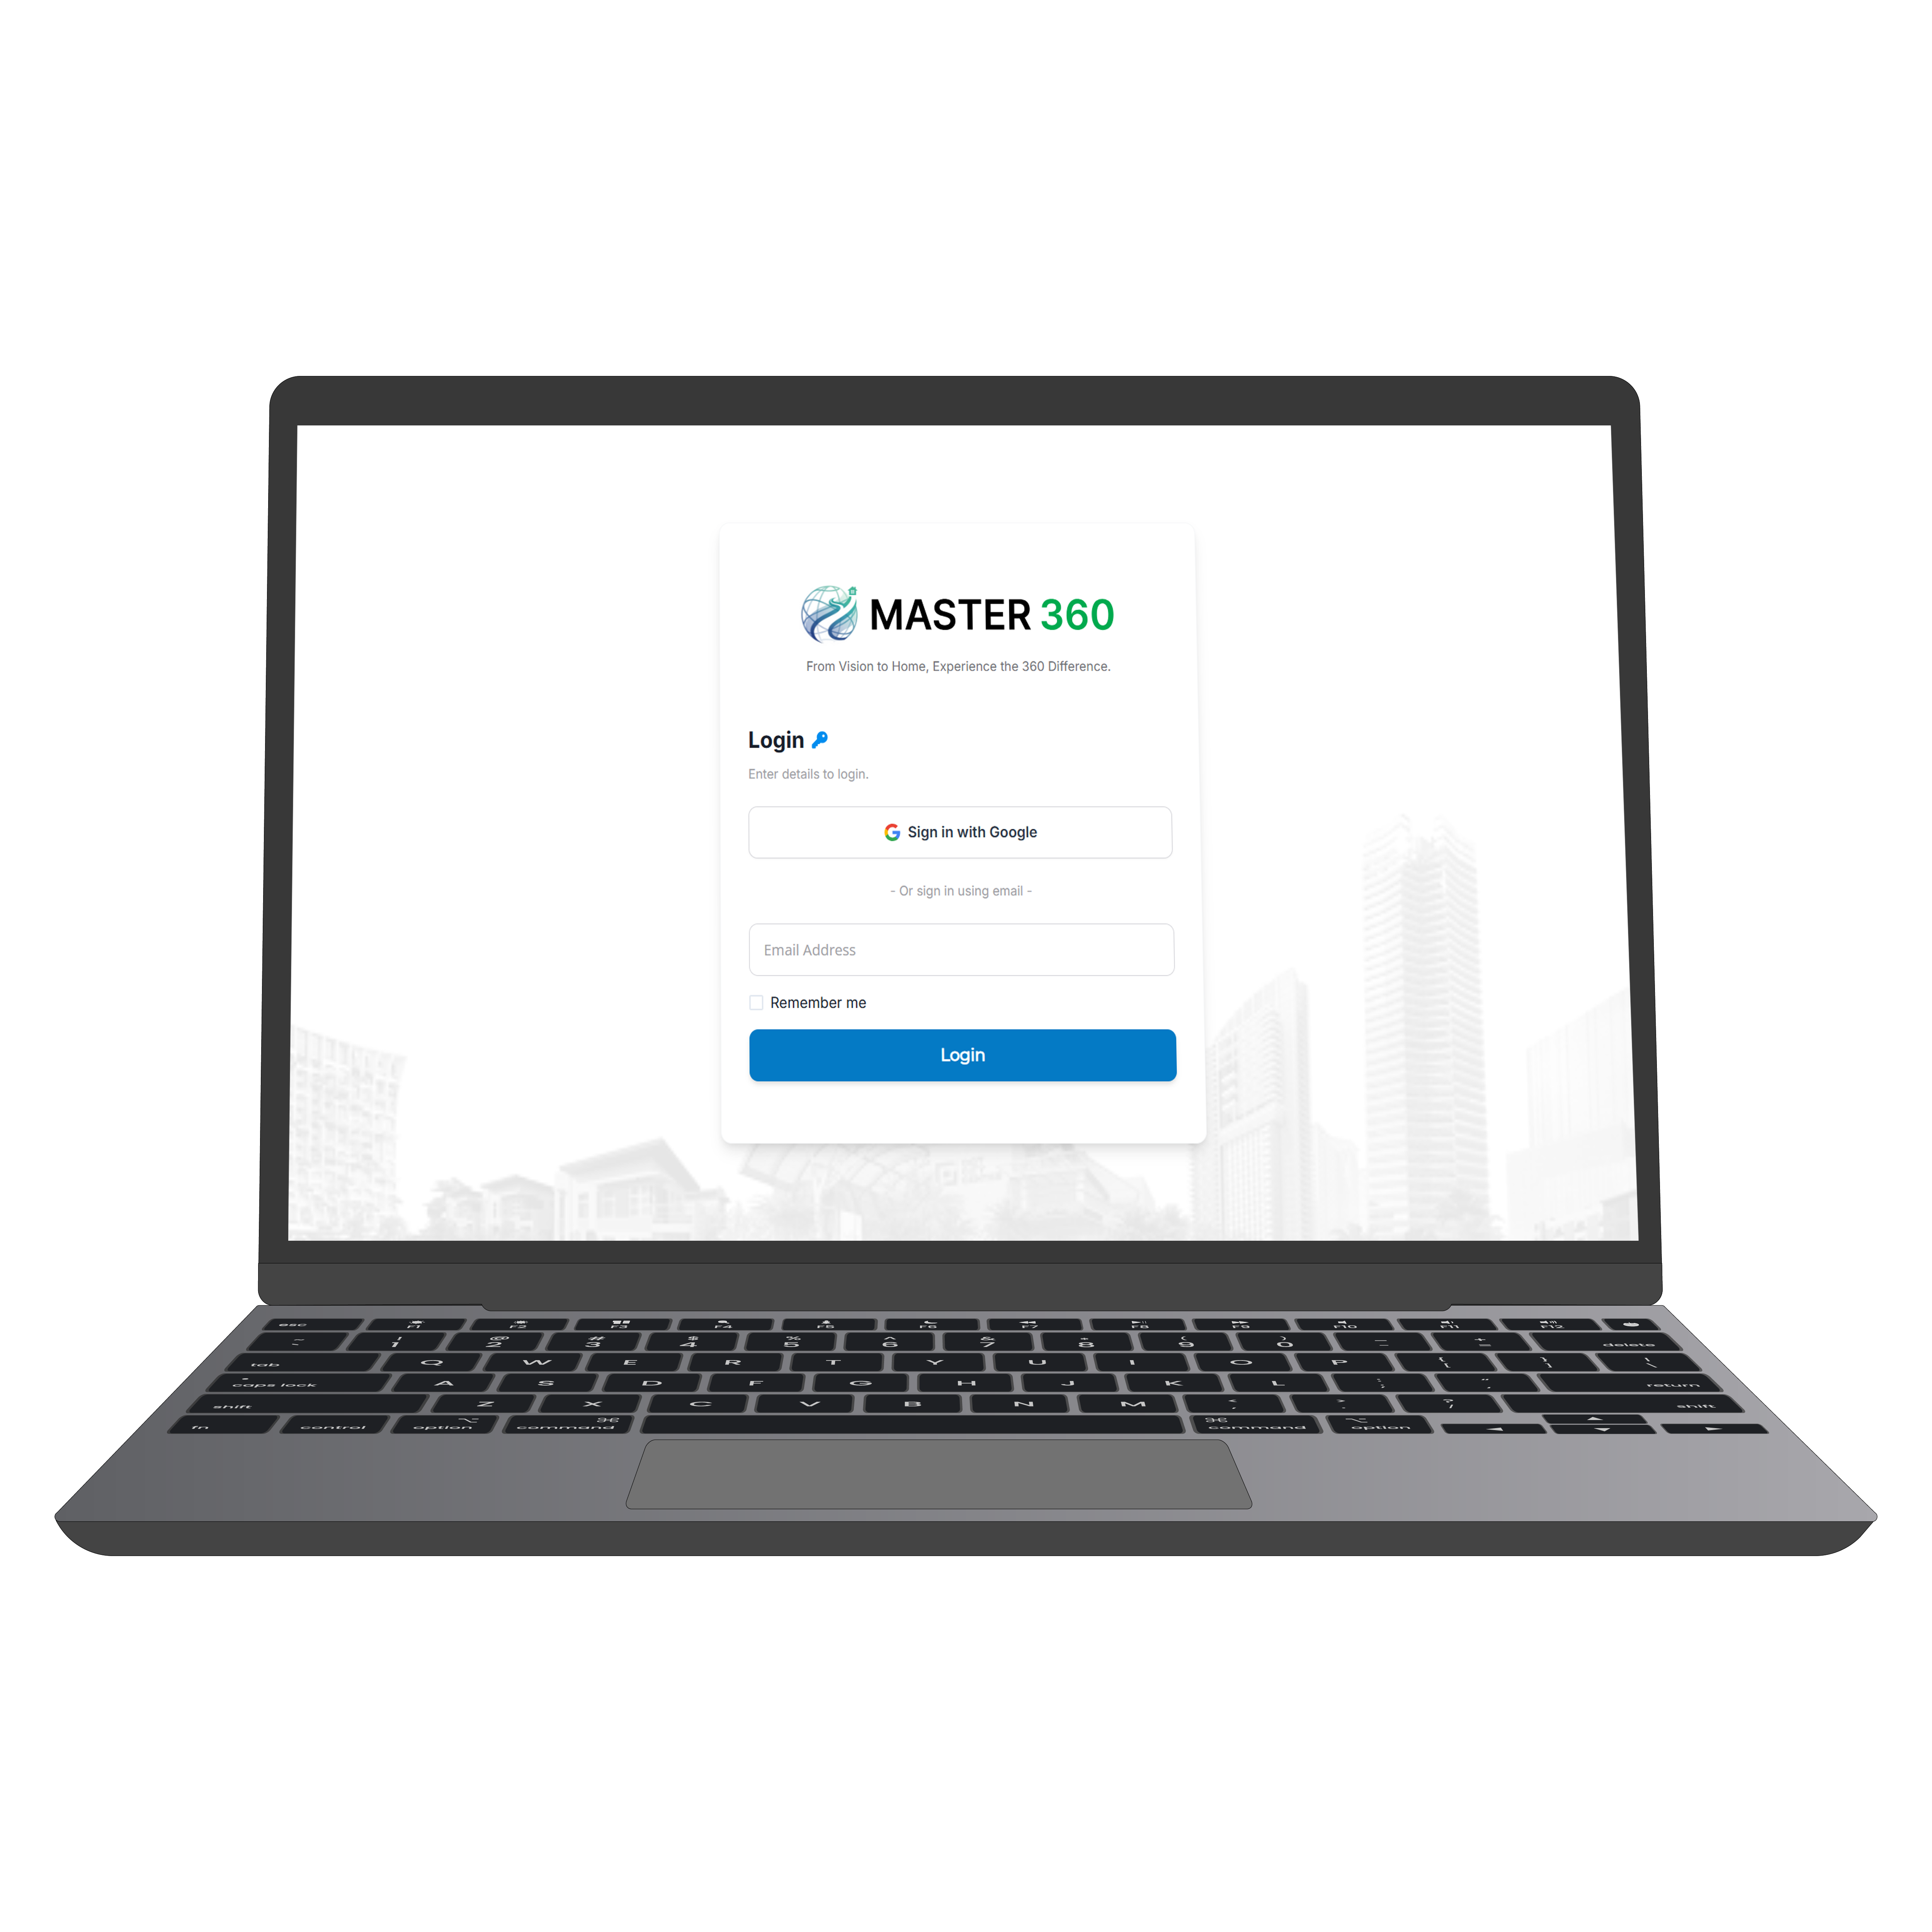 MASTER 360
From Vision to Home, Experience the 360 Difference.
Login
Enter details to login.
Sign in with Google
- Or sign in using email -
Email Address
Remember me
Login
esc F1 F2 F3 F4 F5 F6 F7 F8 F9 F10 F11 F12
~ ! @ # $ % ^ & * ( ) _ +
` 1 2 3 4 5 6 7 8 9 0 - = delete
tab Q W E R T Y U I O P { [ } ] | \
caps lock A S D F G H J K L : ; " ' return
shift Z X C V B N M < , > . ? / shift
fn control option ⌥ command ⌘ ⌘ command ⌥ option ◀ ▲ ▼ ▶